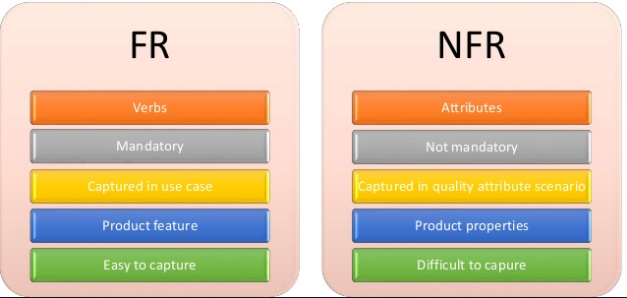 FR
Verbs
Mandatory
Captured in use case
Product feature
Easy to capture
NFR
Attributes
Not mandatory
Captured in quality attribute scenario
Product properties
Difficult to capure